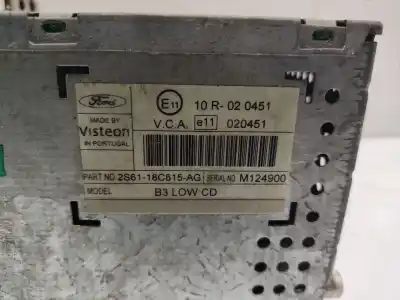 Ford
E11 10 R- 02 0451
MADE BY
Visteon
IN PORTUGAL
V.C.A. e11 020451
PART NO 2S61-18C815-AG SERIAL NO M124900
MODEL B3 LOW CD